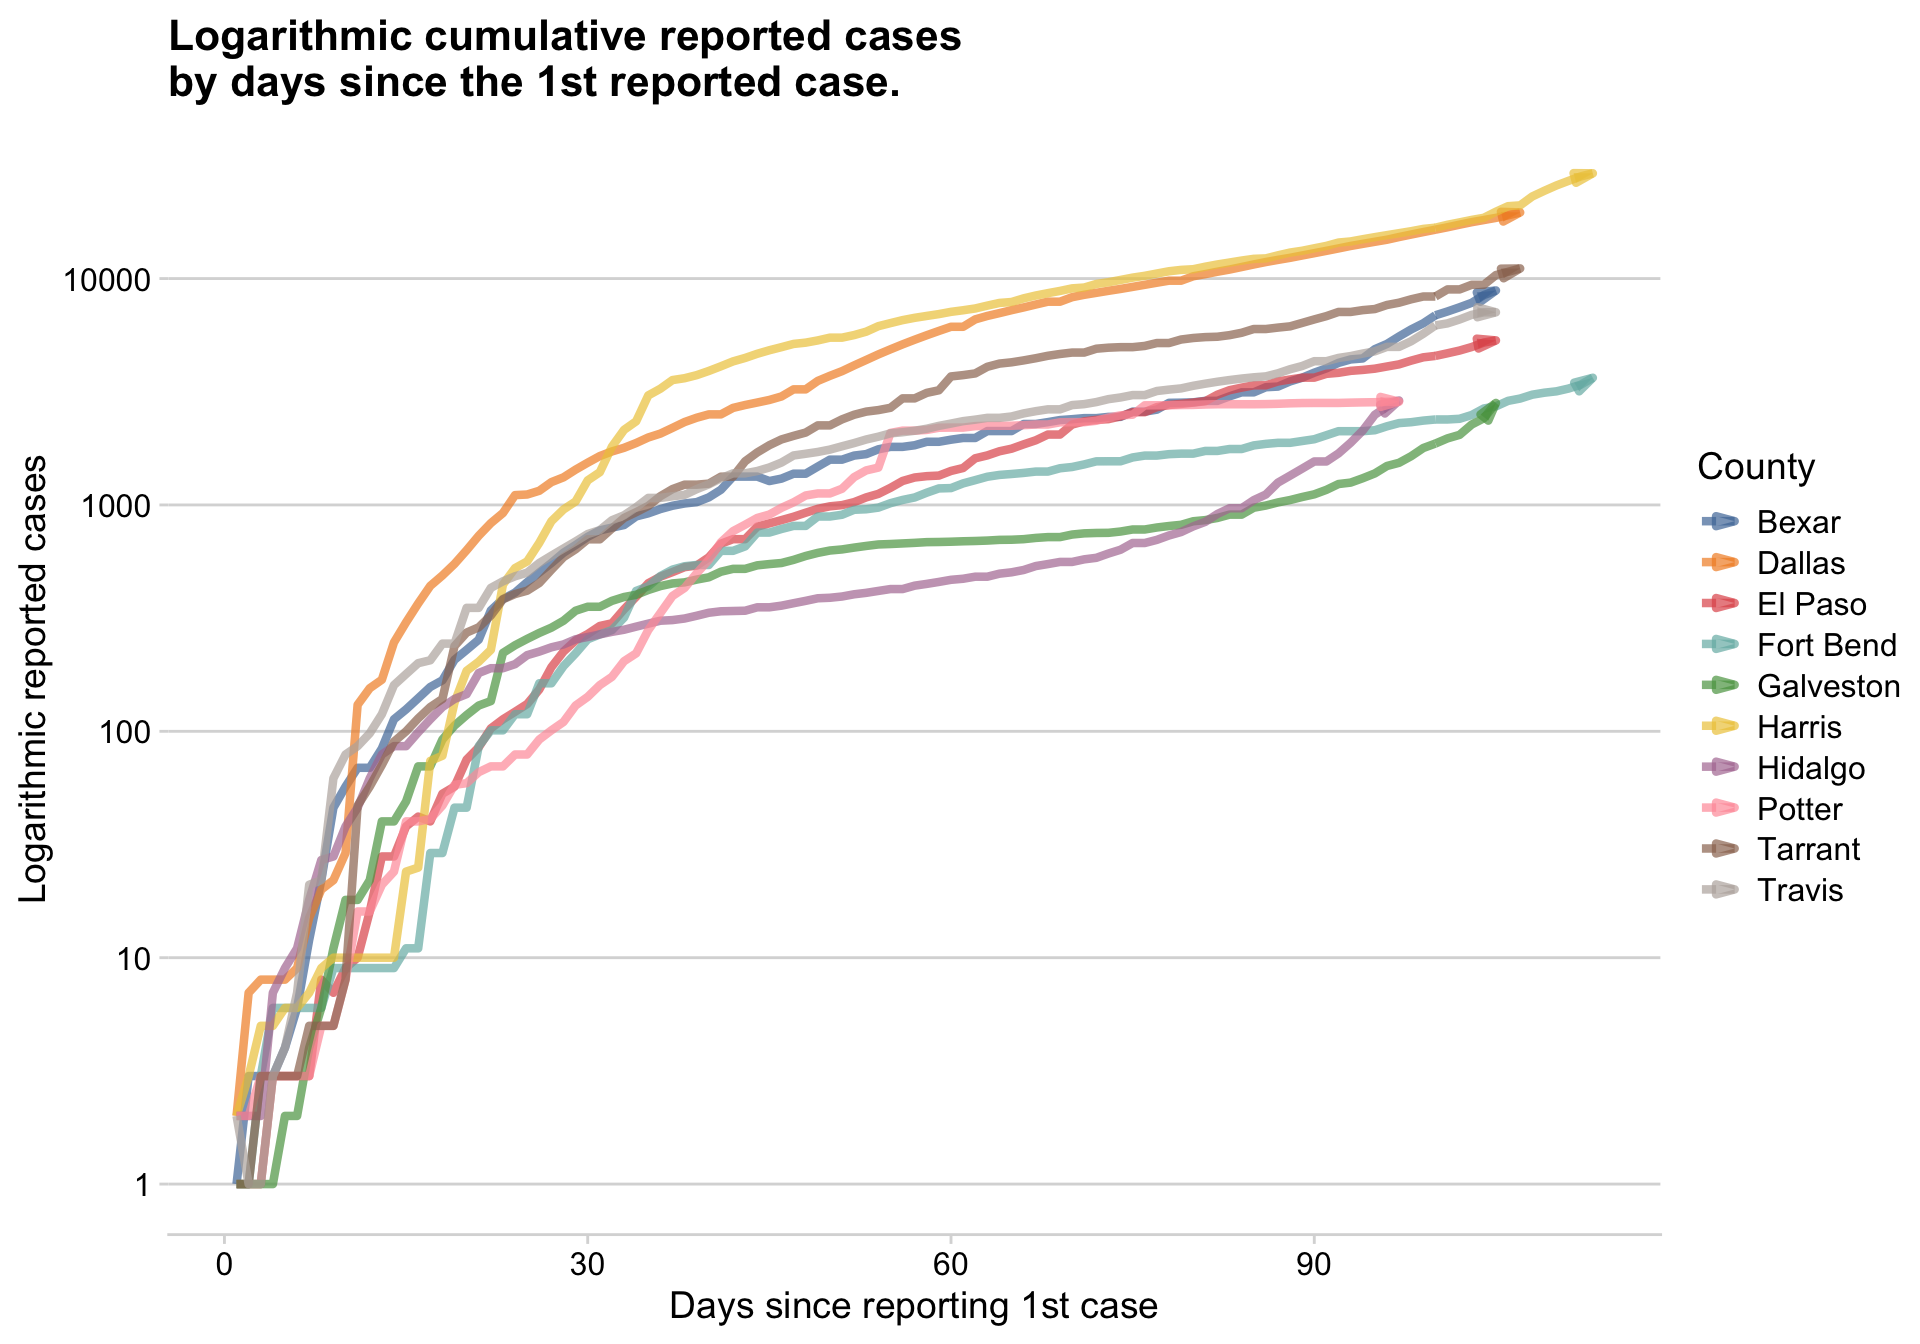 Logarithmic cumulative reported cases
by days since the 1st reported case.
Logarithmic reported cases
10000
1000
100
10
1
0 30 60 90
Days since reporting 1st case
County
Bexar
Dallas
El Paso
Fort Bend
Galveston
Harris
Hidalgo
Potter
Tarrant
Travis